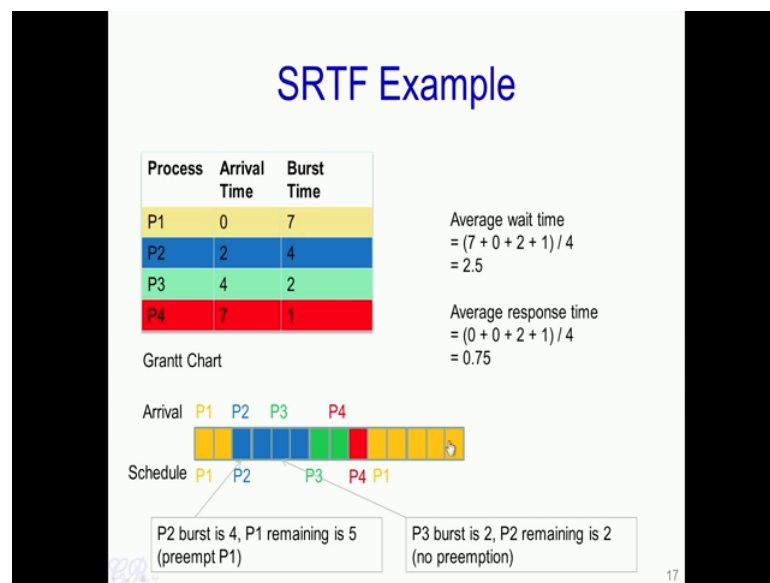 SRTF Example
Process Arrival Time Burst Time
P1 0 7
P2 2 4
P3 4 2
P4 7 1
Average wait time
= (7 + 0 + 2 + 1) / 4
= 2.5
Average response time
= (0 + 0 + 2 + 1) / 4
= 0.75
Grantt Chart
Arrival P1 P2 P3 P4
Schedule P1 P2 P3 P4 P1
P2 burst is 4, P1 remaining is 5
(preempt P1)
P3 burst is 2, P2 remaining is 2
(no preemption)
17